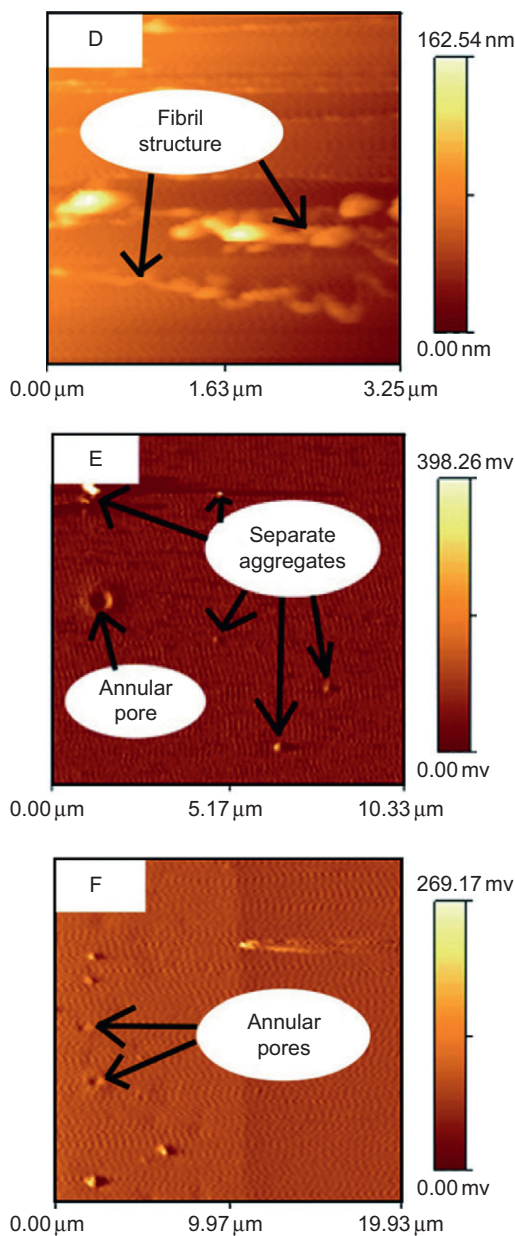 D
162.54 nm
Fibril
structure
0.00 nm
0.00 μm 1.63 μm 3.25 μm
E
398.26 mv
Separate
aggregates
Annular
pore
0.00 mv
0.00 μm 5.17 μm 10.33 μm
F
269.17 mv
Annular
pores
0.00 mv
0.00 μm 9.97 μm 19.93 μm